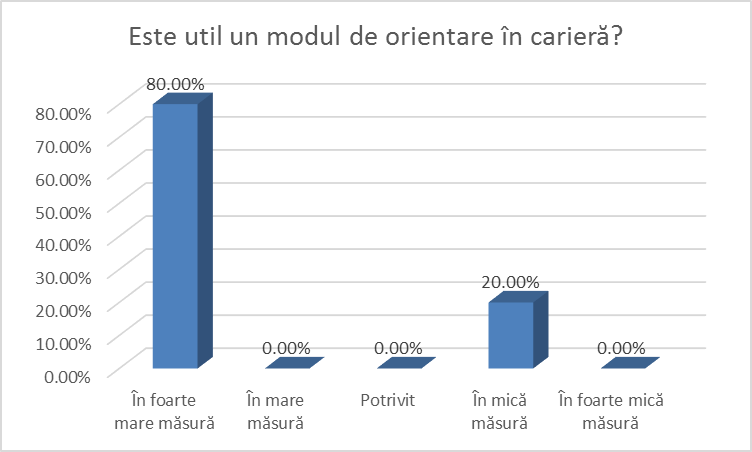 Este util un modul de orientare în carieră?
80.00%
80.00%
70.00%
60.00%
50.00%
40.00%
30.00%
20.00%
10.00%
0.00%
0.00%
0.00%
20.00%
0.00%
În foarte
mare măsură
În mare
măsură
Potrivit
În mică
măsură
În foarte mică
măsură